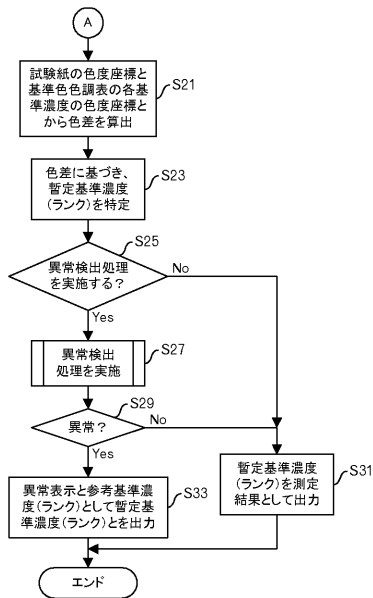 A
試験紙の色度座標と
基準色色調表の各基
準濃度の色度座標と
から色差を算出
S21
色差に基づき、
暫定基準濃度
(ランク)を特定
S23
S25
異常検出処理
を実施する？
No
Yes
異常検出
処理を実施
S27
S29
異常？
No
Yes
暫定基準濃度
(ランク)を測定
結果として出力
S31
異常表示と参考基準濃
度(ランク)として暫定基
準濃度(ランク)とを出力
S33
エンド